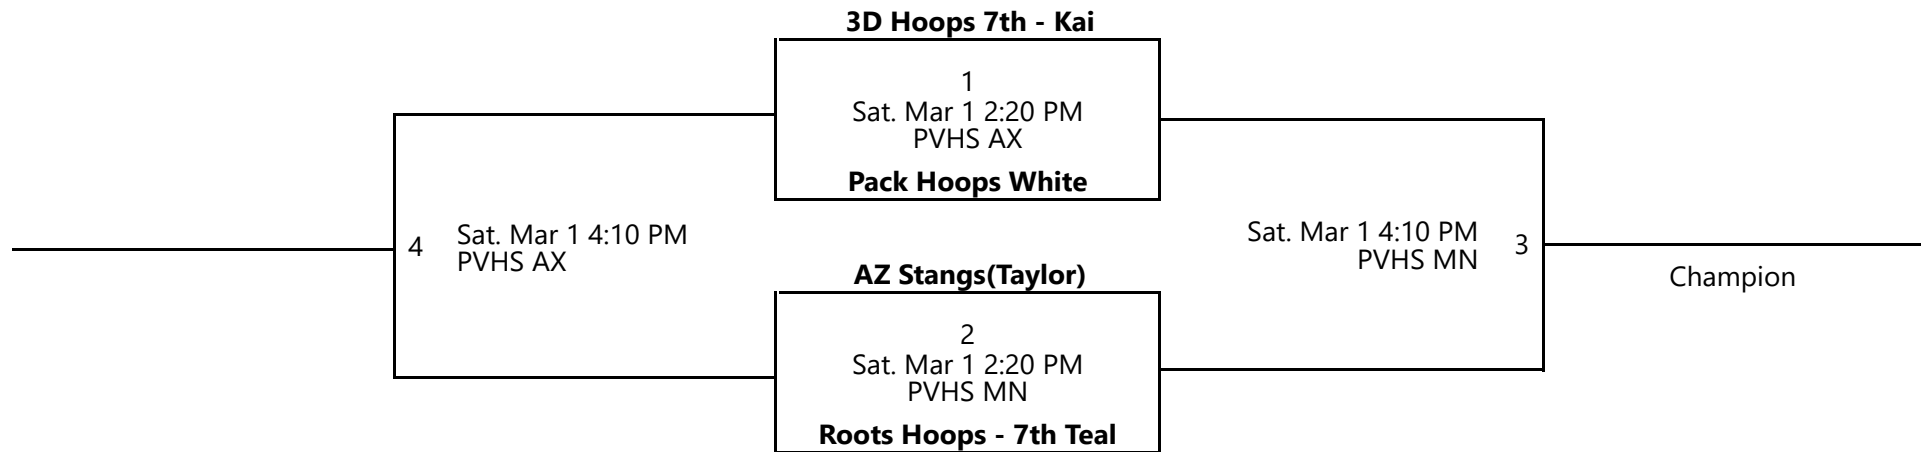 3D Hoops 7th - Kai
1
Sat. Mar 1 2:20 PM
PVHS AX
Pack Hoops White
4
Sat. Mar 1 4:10 PM
PVHS AX
Sat. Mar 1 4:10 PM
PVHS MN
3
Champion
AZ Stangs(Taylor)
2
Sat. Mar 1 2:20 PM
PVHS MN
Roots Hoops - 7th Teal